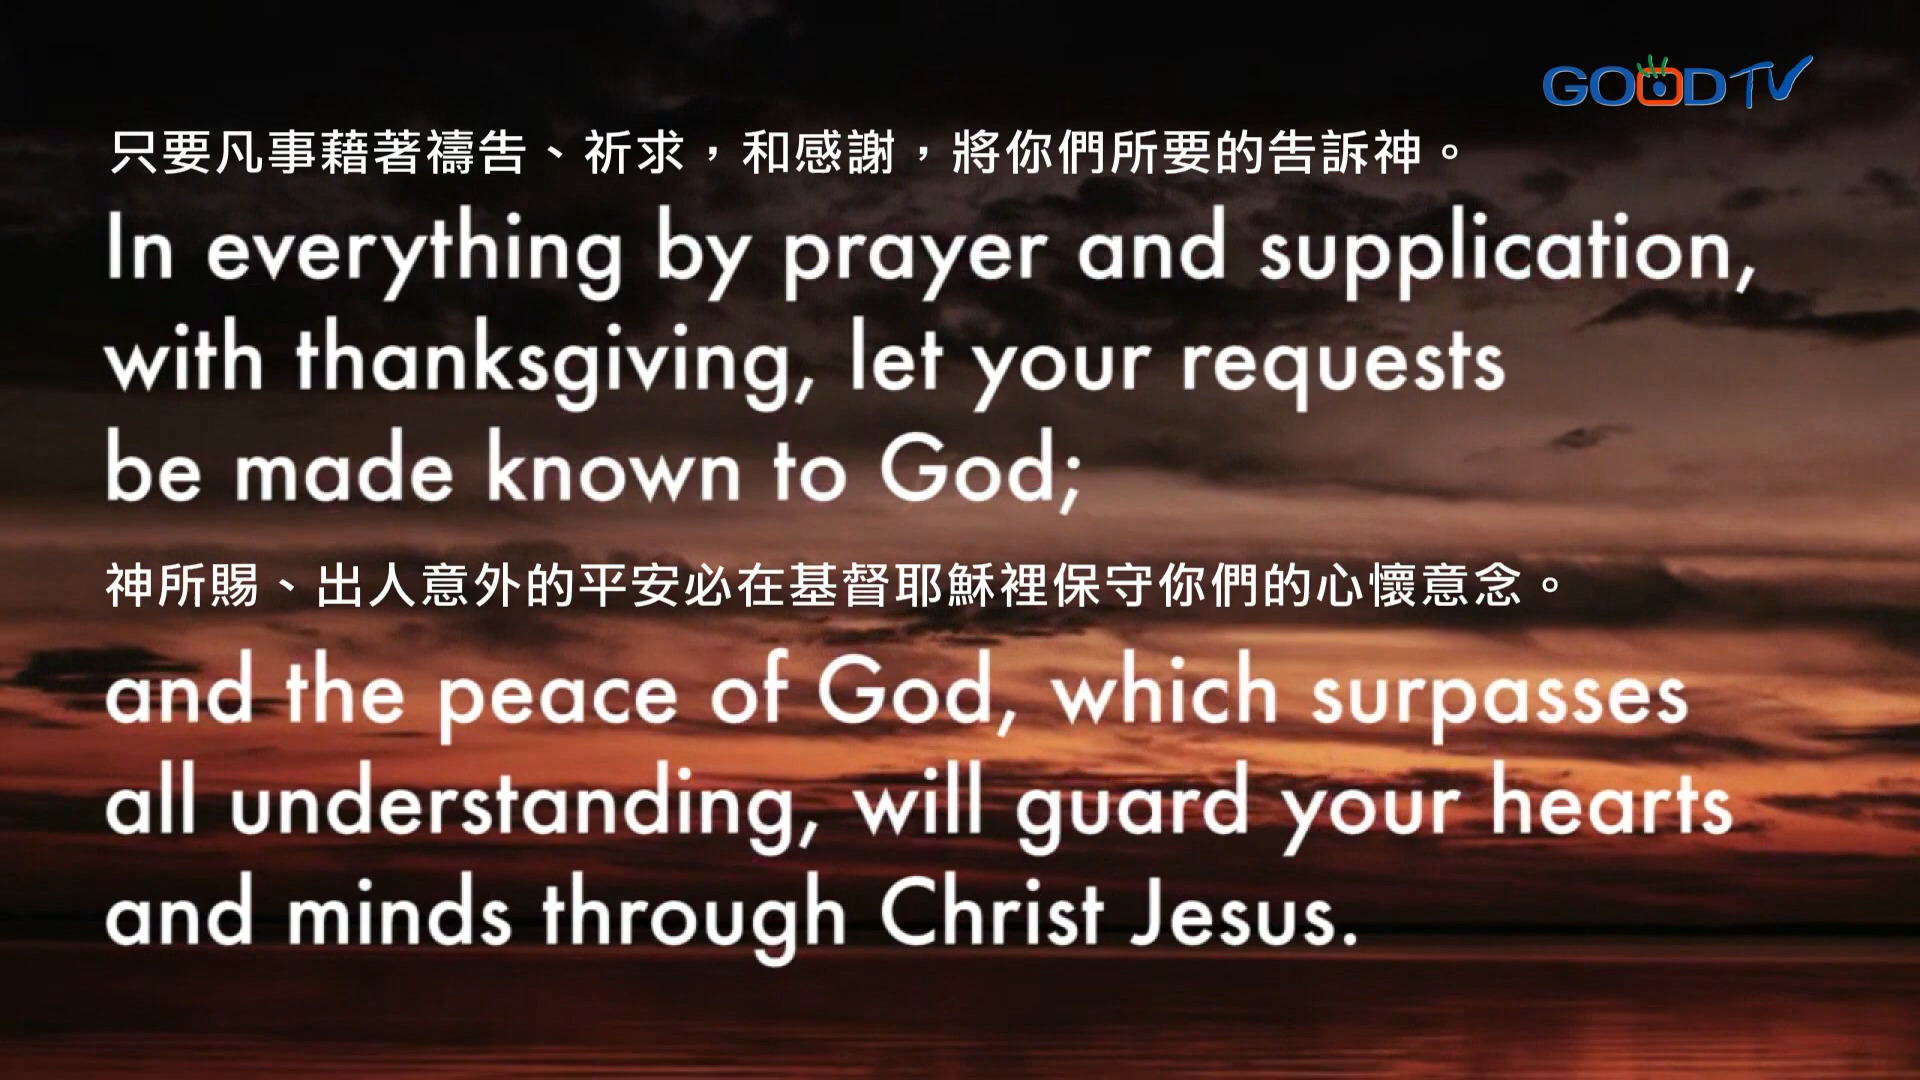 GOOD TV
只要凡事藉著禱告、祈求，和感謝，將你們所要的告訴神。
In everything by prayer and supplication,
with thanksgiving, let your requests
be made known to God;
神所賜、出人意外的平安必在基督耶穌裡保守你們的心懷意念。
and the peace of God, which surpasses
all understanding, will guard your hearts
and minds through Christ Jesus.